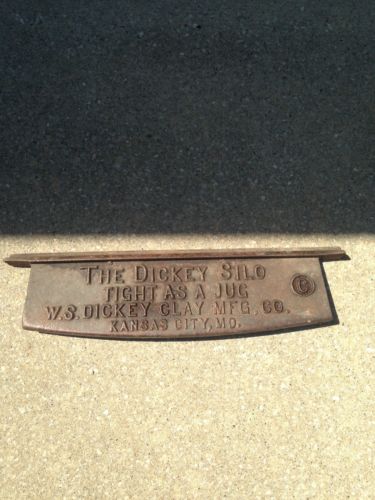 THE DICKEY SILO
TIGHT AS A JUG
W.S. DICKEY CLAY MFG. CO.
KANSAS CITY, MO.